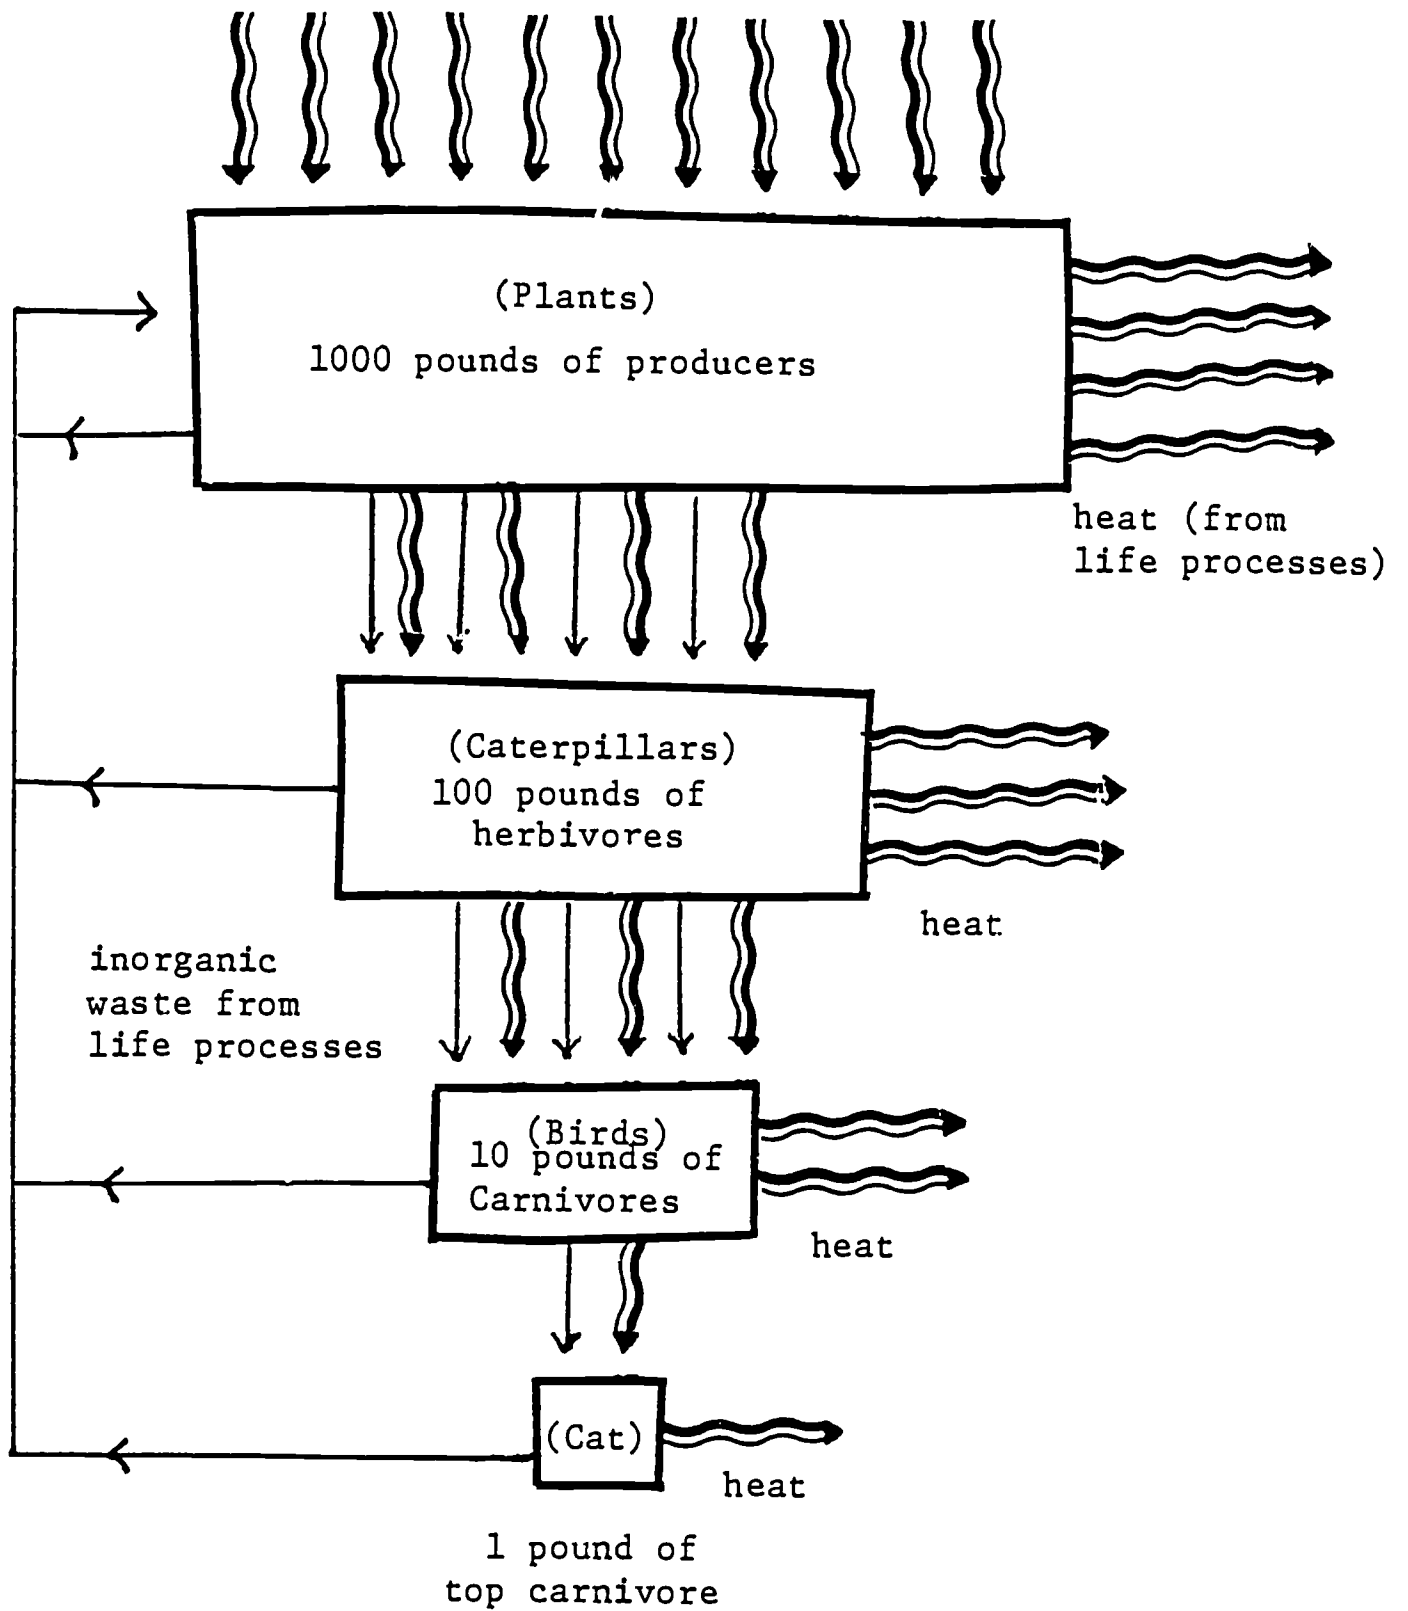 (Plants)
1000 pounds of producers
heat (from
life processes)
(Caterpillars)
100 pounds of
herbivores
heat
inorganic
waste from
life processes
(Birds)
10 pounds of
Carnivores
heat
(Cat)
heat
1 pound of
top carnivore